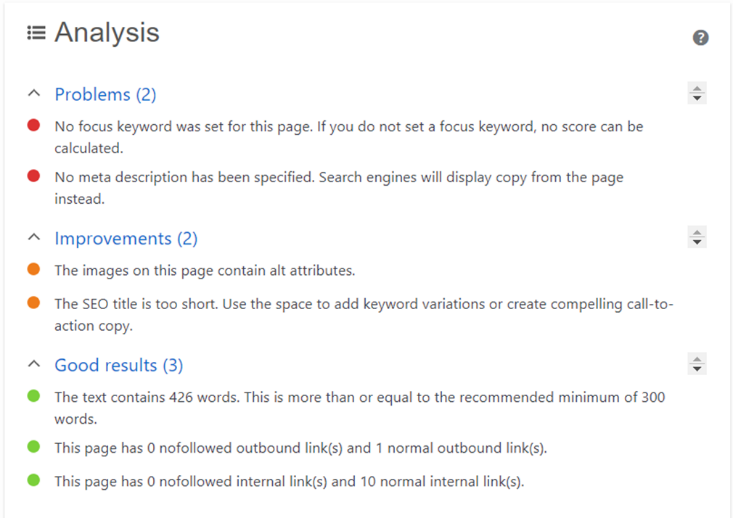 Analysis
?
Problems (2)
No focus keyword was set for this page. If you do not set a focus keyword, no score can be
calculated.
No meta description has been specified. Search engines will display copy from the page
instead.
Improvements (2)
The images on this page contain alt attributes.
The SEO title is too short. Use the space to add keyword variations or create compelling call-to-
action copy.
Good results (3)
The text contains 426 words. This is more than or equal to the recommended minimum of 300
words.
This page has 0 nofollowed outbound link(s) and 1 normal outbound link(s).
This page has 0 nofollowed internal link(s) and 10 normal internal link(s).